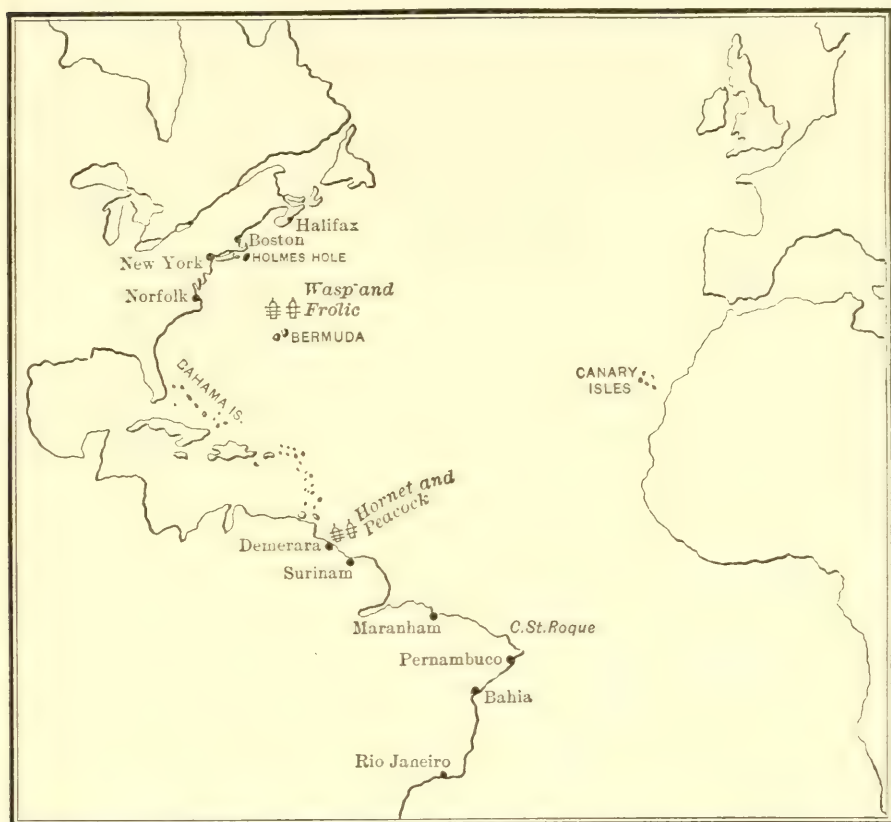 Halifax
Boston
New York
HOLMES HOLE
Norfolk
Wasp and
Frolic
BERMUDA
BAHAMA IS.
CANARY
ISLES
Hornet and
Peacock
Demerara
Surinam
Maranham
C.St.Roque
Pernambuco
Bahia
Rio Janeiro